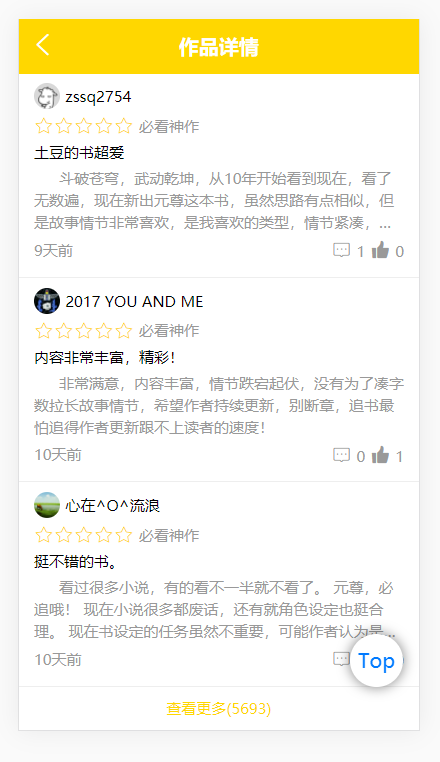 作品详情
zssq2754
必看神作
土豆的书超爱
斗破苍穹，武动乾坤，从10年开始看到现在，看了
无数遍，现在新出元尊这本书，虽然思路有点相似，但
是故事情节非常喜欢，是我喜欢的类型，情节紧凑，...
9天前 1 0
2017 YOU AND ME
必看神作
内容非常丰富，精彩！
非常满意，内容丰富，情节跌宕起伏，没有为了凑字
数拉长故事情节，希望作者持续更新，别断章，追书最
怕追得作者更新跟不上读者的速度！
10天前 0 1
心在^O^流浪
必看神作
挺不错的书。
看过很多小说，有的看不一半就不看了。 元尊，必
追哦！ 现在小说很多都废话，还有就角色设定也挺合
理。 现在书设定的任务虽然不重要，可能作者认为是...
10天前
Top
查看更多(5693)